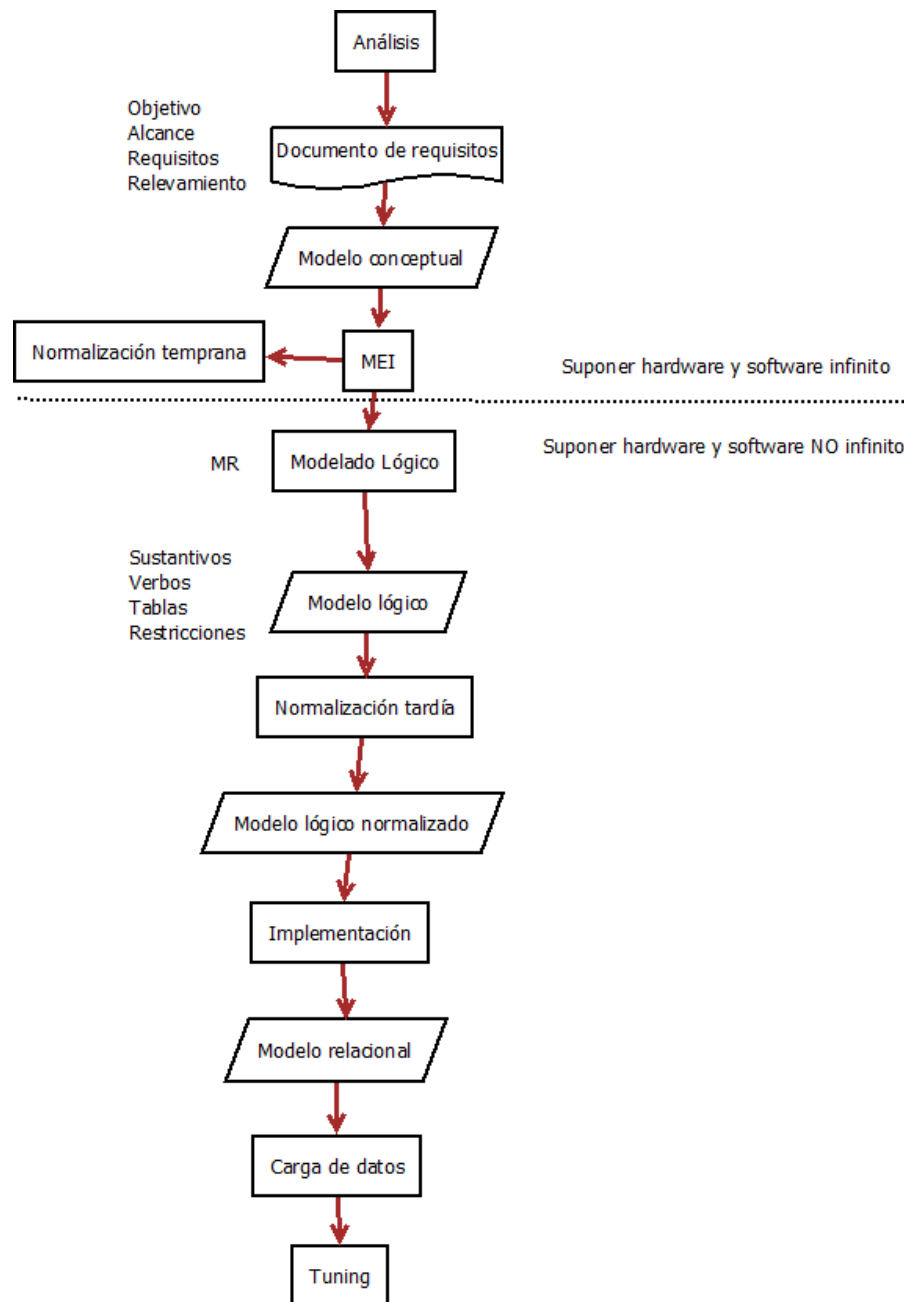 Análisis
Objetivo
Alcance
Requisitos
Relevamiento
Documento de requisitos
Modelo conceptual
Normalización temprana
MEI
Suponer hardware y software infinito
Suponer hardware y software NO infinito
MR
Modelado Lógico
Sustantivos
Verbos
Tablas
Restricciones
Modelo lógico
Normalización tardía
Modelo lógico normalizado
Implementación
Modelo relacional
Carga de datos
Tuning